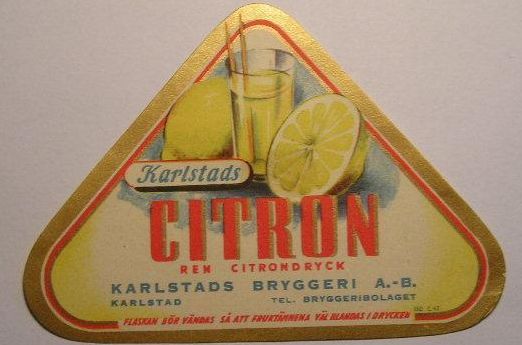 Karlstads
CITRON
REN CITRONDRYCK
KARLSTADS BRYGGERI A.-B.
KARLSTAD TEL. BRYGGERIBOLAGET
FLASKAN BÖR VÄNDAS SÅ ATT FRUKTÄMNENA VÄL BLANDAS I DRYCKEN